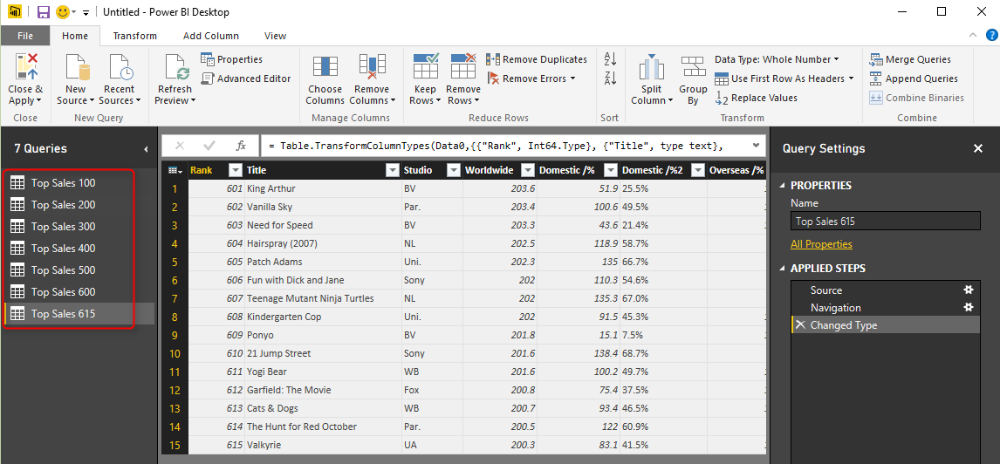 Untitled - Power BI Desktop
File Home Transform Add Column View
Close & Apply
New Source
Recent Sources
Refresh Preview
Properties
Advanced Editor
Choose Columns
Remove Columns
Keep Rows
Remove Rows
Remove Duplicates
Remove Errors
Split Column
Group By
Data Type: Whole Number
Use First Row As Headers
Replace Values
Merge Queries
Append Queries
Combine Binaries
Close New Query Manage Columns Reduce Rows Sort Transform Combine
7 Queries
Top Sales 100
Top Sales 200
Top Sales 300
Top Sales 400
Top Sales 500
Top Sales 600
Top Sales 615
fx = Table.TransformColumnTypes(Data0,{{"Rank", Int64.Type}, {"Title", type text},
Rank Title Studio Worldwide Domestic /% Domestic /%2 Overseas /%
1 601 King Arthur BV 203.6 51.9 25.5%
2 602 Vanilla Sky Par. 203.4 100.6 49.5%
3 603 Need for Speed BV 203.3 43.6 21.4%
4 604 Hairspray (2007) NL 202.5 118.9 58.7%
5 605 Patch Adams Uni. 202.3 135 66.7%
6 606 Fun with Dick and Jane Sony 202 110.3 54.6%
7 607 Teenage Mutant Ninja Turtles NL 202 135.3 67.0%
8 608 Kindergarten Cop Uni. 202 91.5 45.3%
9 609 Ponyo BV 201.8 15.1 7.5%
10 610 21 Jump Street Sony 201.6 138.4 68.7%
11 611 Yogi Bear WB 201.6 100.2 49.7%
12 612 Garfield: The Movie Fox 200.8 75.4 37.5%
13 613 Cats & Dogs WB 200.7 93.4 46.5%
14 614 The Hunt for Red October Par. 200.5 122 60.9%
15 615 Valkyrie UA 200.3 83.1 41.5%
Query Settings
PROPERTIES
Name
Top Sales 615
All Properties
APPLIED STEPS
Source
Navigation
Changed Type